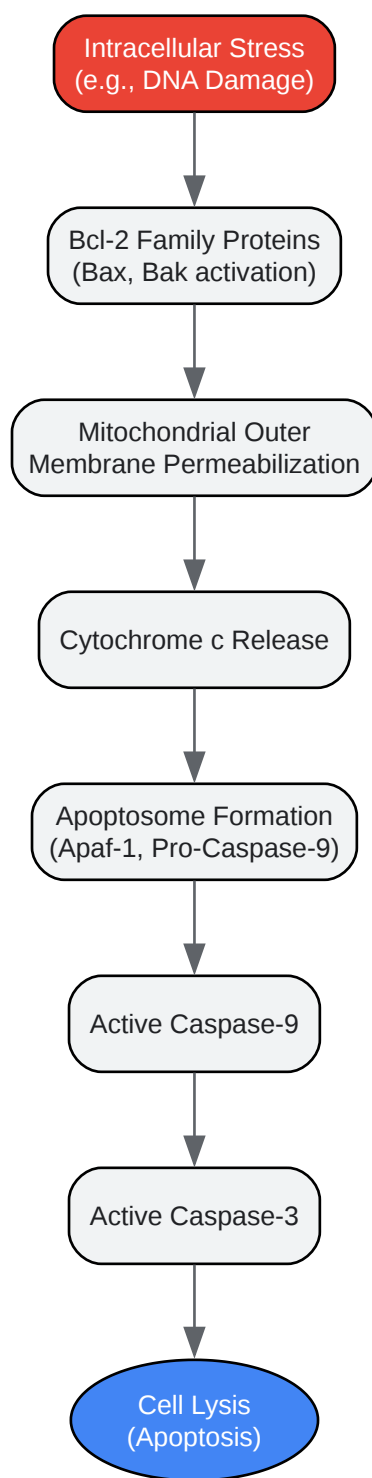 Intracellular Stress
(e.g., DNA Damage)
Bcl-2 Family Proteins
(Bax, Bak activation)
Mitochondrial Outer
Membrane Permeabilization
Cytochrome c Release
Apoptosome Formation
(Apaf-1, Pro-Caspase-9)
Active Caspase-9
Active Caspase-3
Cell Lysis
(Apoptosis)